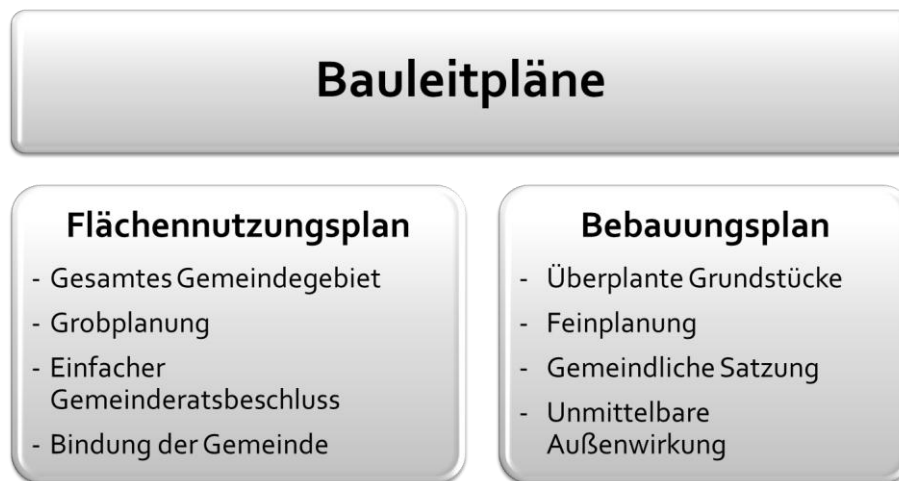 Bauleitpläne
Flächennutzungsplan
- Gesamtes Gemeindegebiet
- Grobplanung
- Einfacher
Gemeinderatsbeschluss
- Bindung der Gemeinde
Bebauungsplan
- Überplante Grundstücke
- Feinplanung
- Gemeindliche Satzung
- Unmittelbare
Außenwirkung